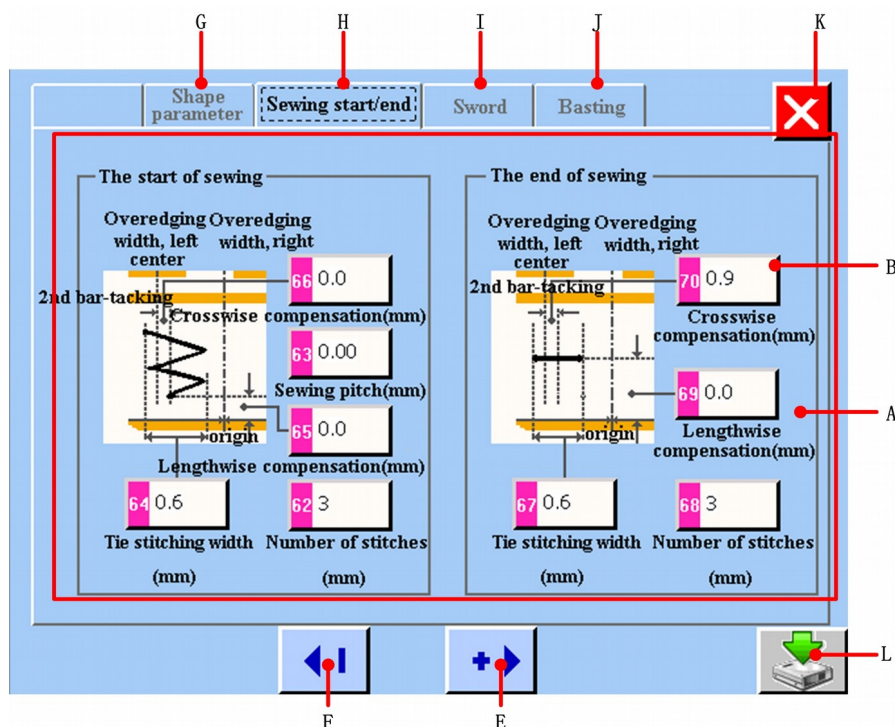 G
H
I
J
K
Shape
parameter
Sewing start/end
Sword
Basting
The start of sewing
Overedging
width, left
center
Overedging
width, right
66 0.0
2nd bar-tacking
Crosswise compensation(mm)
63 0.00
Sewing pitch(mm)
65 0.0
origin
Lengthwise compensation(mm)
64 0.6
62 3
Tie stitching width
(mm)
Number of stitches
(mm)
The end of sewing
Overedging
width, left
center
Overedging
width, right
70 0.9
B
2nd bar-tacking
Crosswise
compensation(mm)
69 0.0
A
origin
Lengthwise
compensation(mm)
67 0.6
68 3
Tie stitching width
(mm)
Number of stitches
(mm)
L
F
E